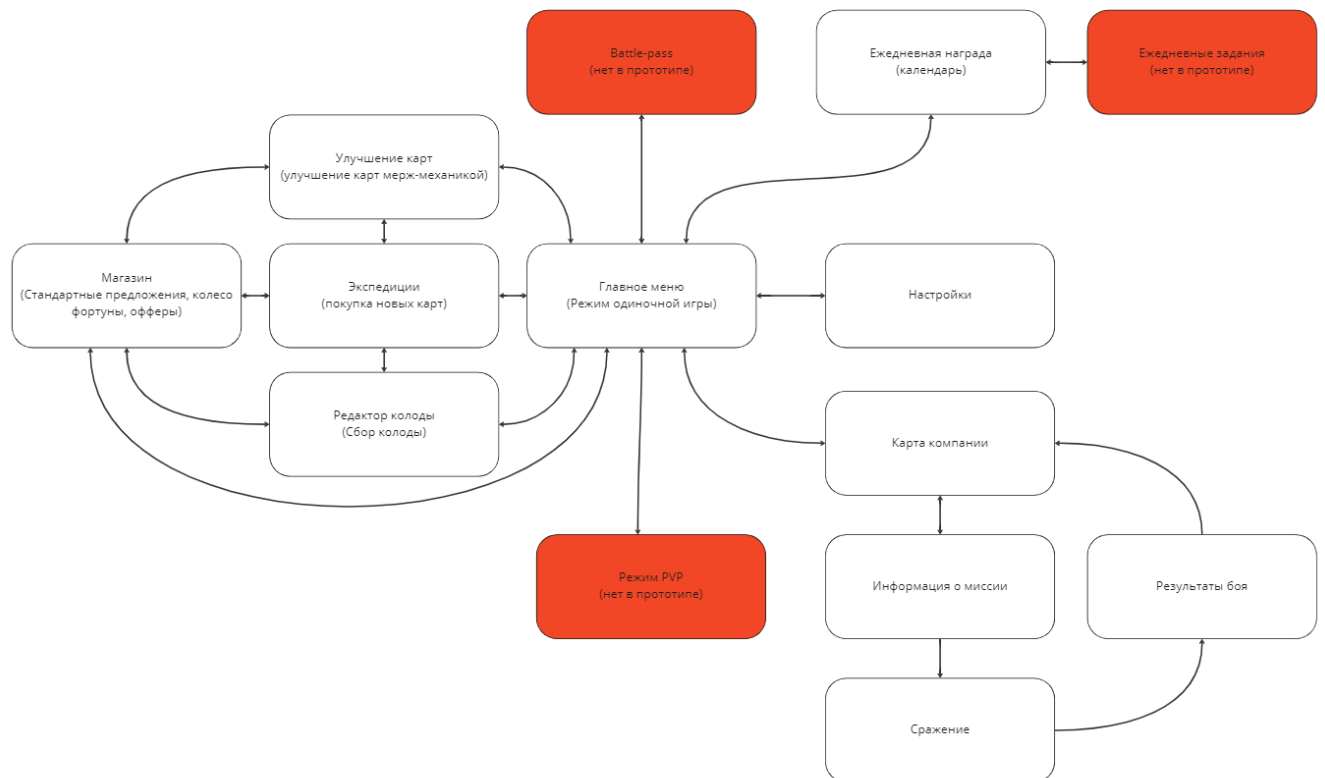 Battle-pass
(нет в прототипе)
Ежедневная награда
(календарь)
Ежедневные задания
(нет в прототипе)
Улучшение карт
(улучшение карт мерж-механикой)
Магазин
(Стандартные предложения, колесо
фортуны, офферы)
Экспедиции
(покупка новых карт)
Главное меню
(Режим одиночной игры)
Настройки
Редактор колоды
(Сбор колоды)
Карта компании
Режим PVP
(нет в прототипе)
Информация о миссии
Результаты боя
Сражение